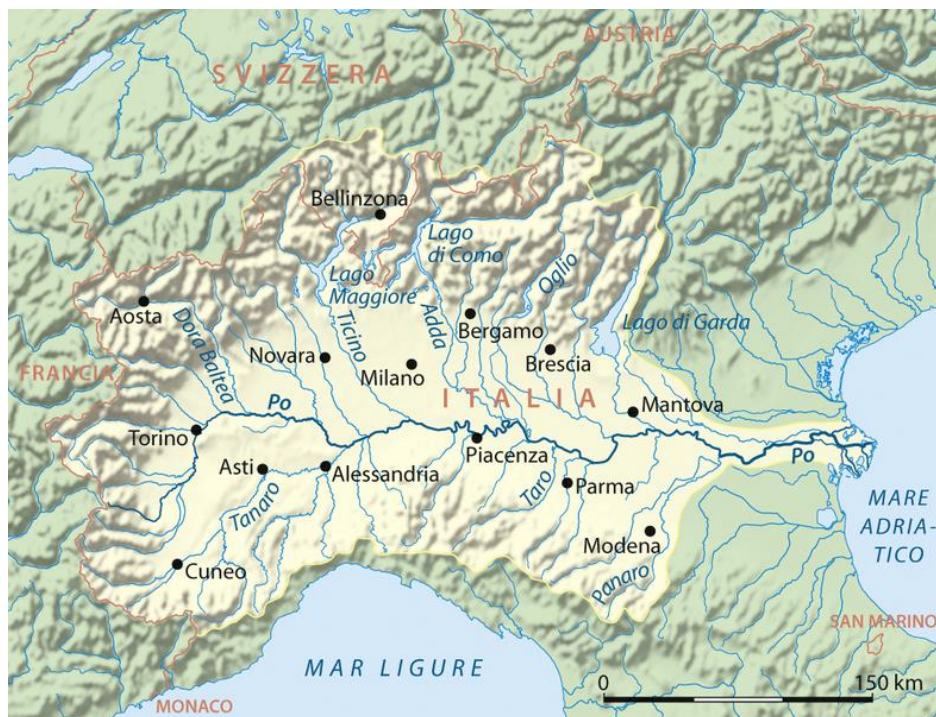 AUSTRIA
SVIZZERA
Bellinzona
Lago
di Como
Lago
Maggiore
Oglio
Aosta
Dora Baltea
Ticino
Adda
Bergamo
Lago di Garda
Novara
Milano
Brescia
FRANCIA
ITALIA
Po
Mantova
Torino
Piacenza
Po
Asti
Alessandria
Tanaro
Taro
Parma
MARE
ADRIA-
TICO
Modena
Cuneo
Panaro
SAN MARINO
MAR LIGURE
0
150 km
MONACO